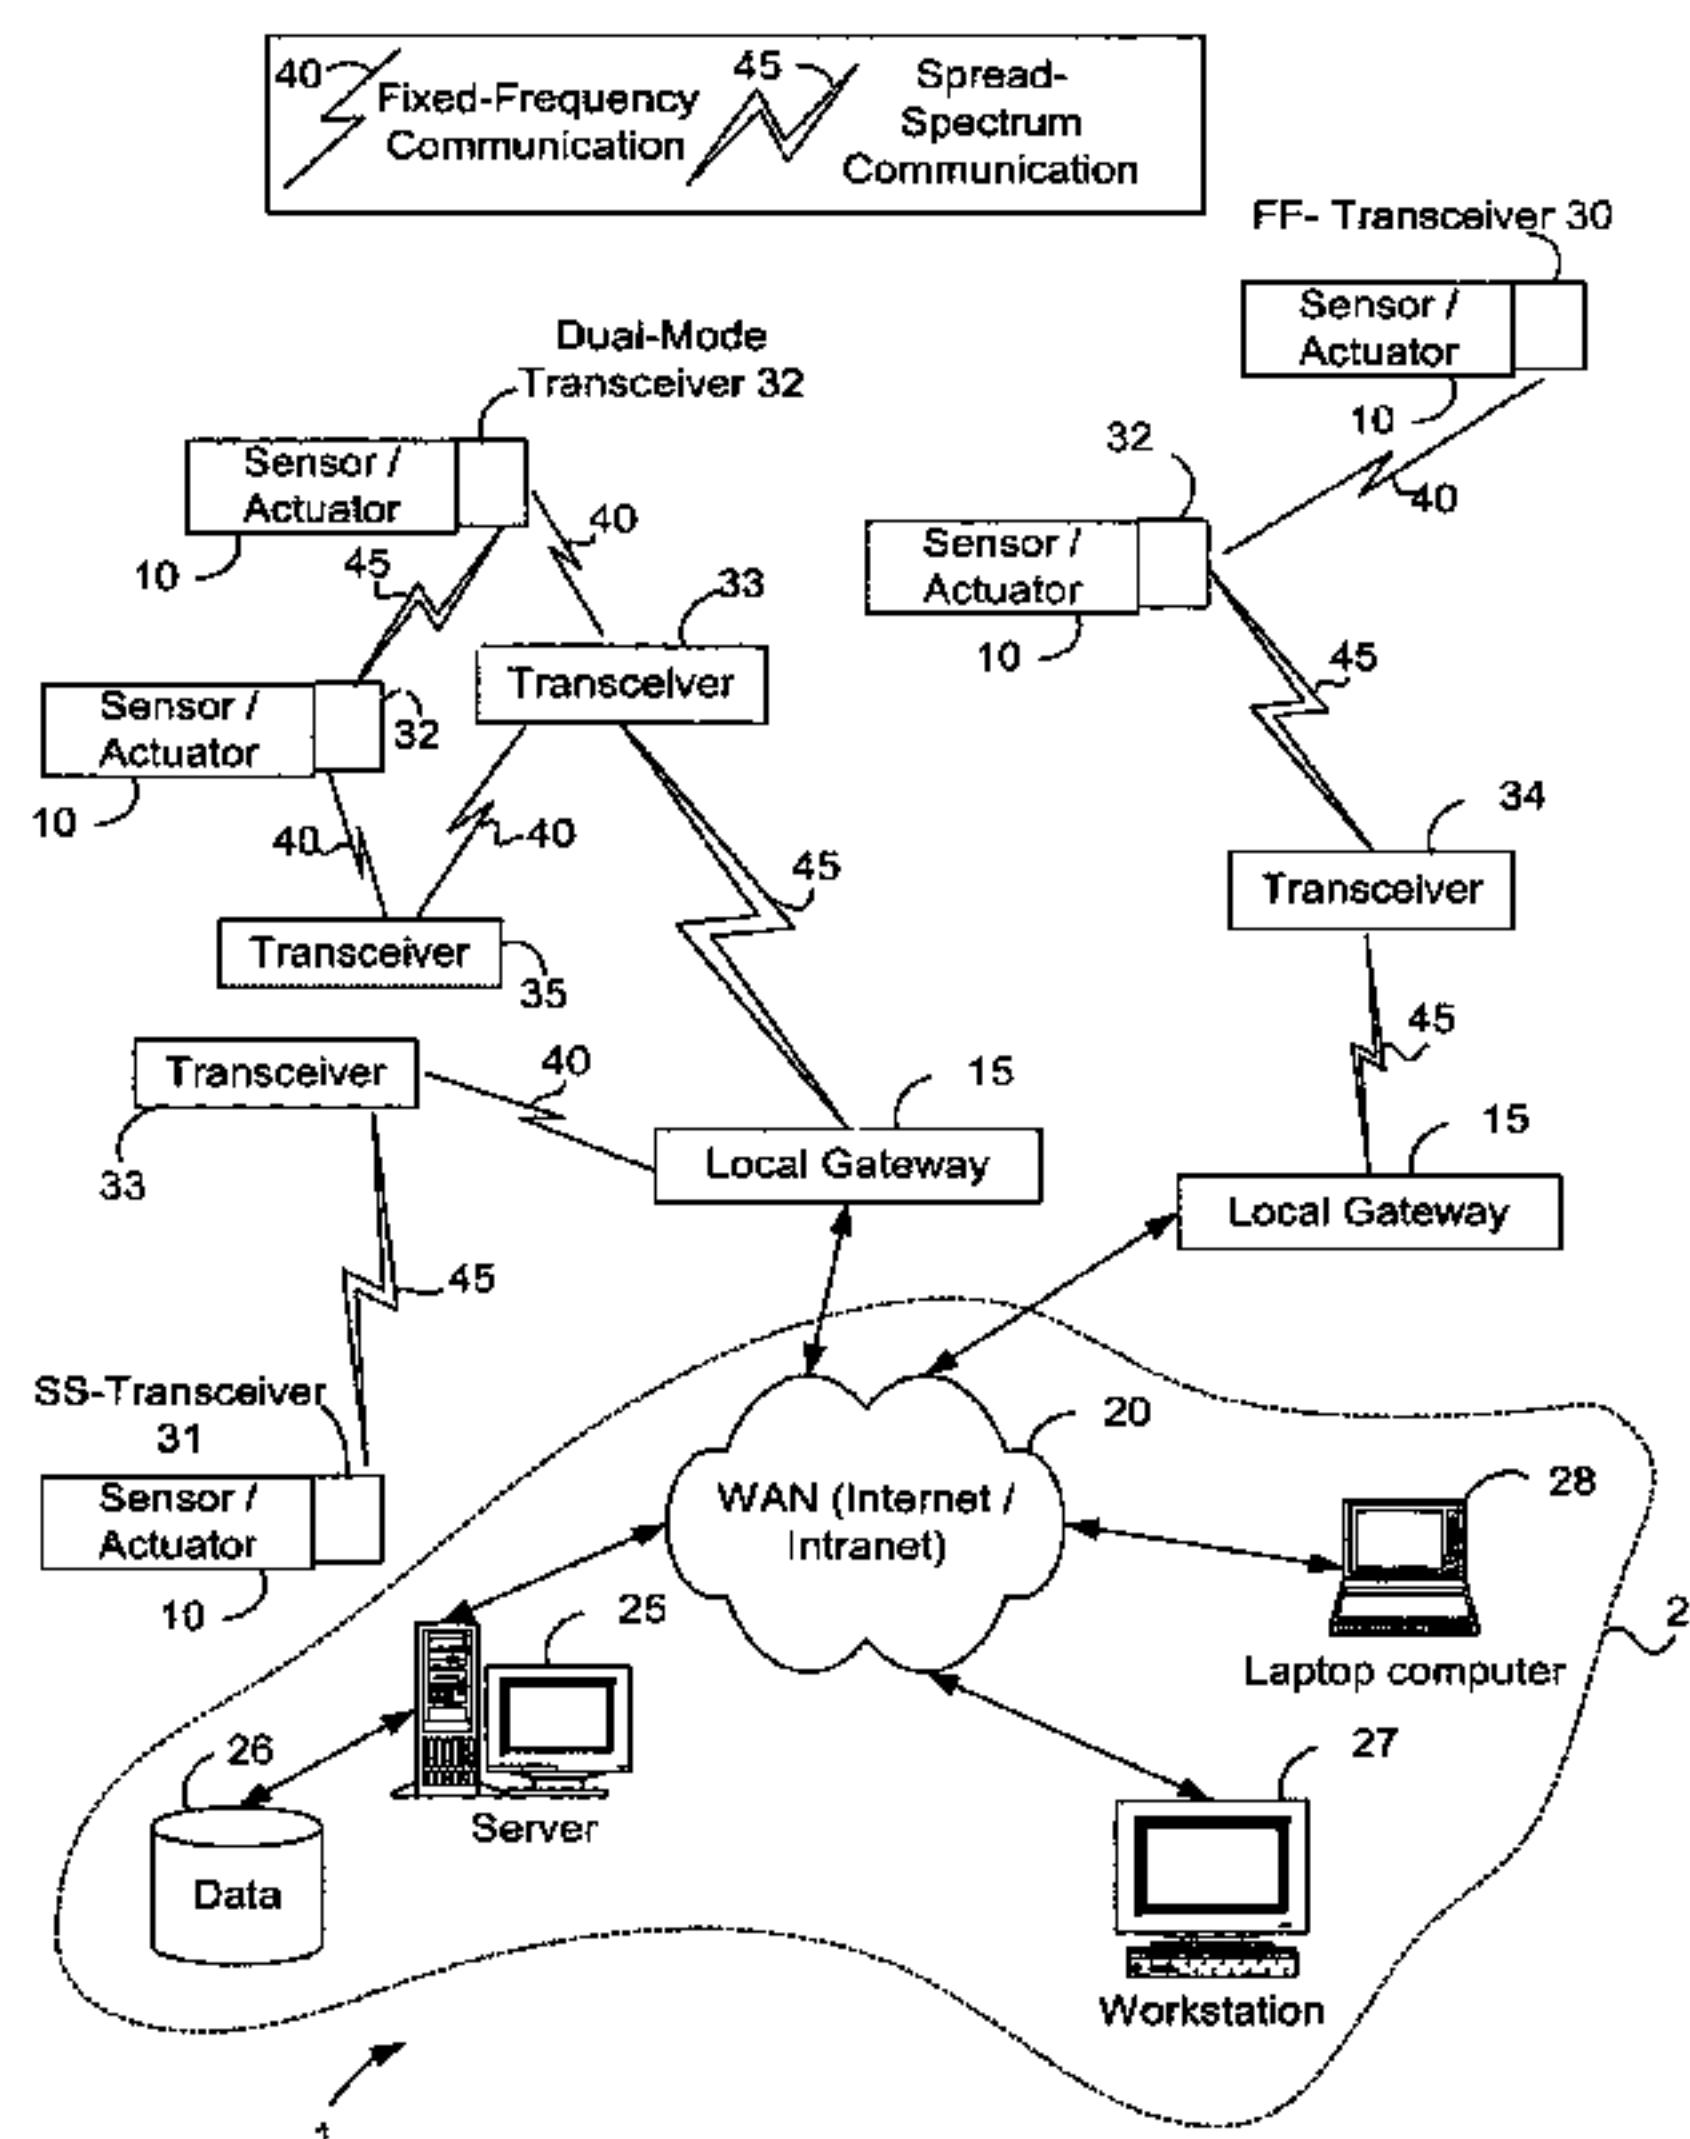 40
Fixed-Frequency
Communication
45
Spread-
Spectrum
Communication
FF- Transceiver 30
Sensor /
Actuator
10
40
Dual-Mode
Transceiver 32
Sensor /
Actuator
10
45
40
32
Sensor /
Actuator
10
45
33
Transceiver
Sensor /
Actuator
32
10
40
40
45
34
Transceiver
Transceiver
35
45
Transceiver
33
40
15
Local Gateway
15
Local Gateway
45
SS-Transceiver
31
Sensor /
Actuator
10
20
WAN (Internet /
Intranet)
28
Laptop computer
2
25
Server
26
Data
27
Workstation
1